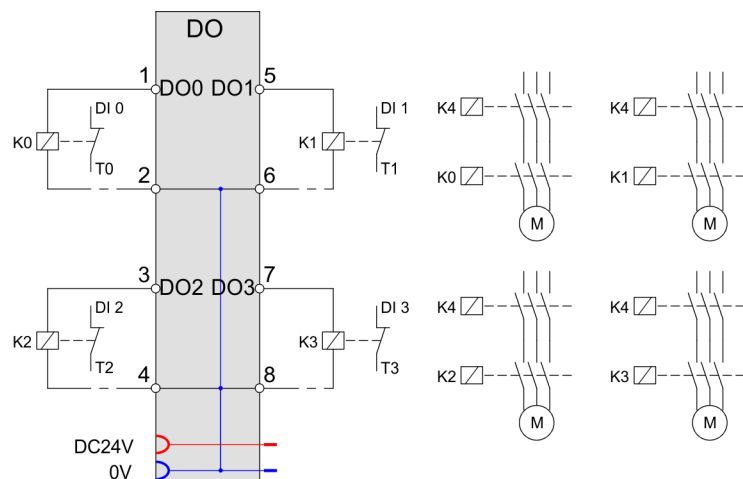 DO
1 5
DO0 DO1
DI 0 DI 1
K0 K1
T0 T1
2 6
3 7
DO2 DO3
DI 2 DI 3
K2 K3
T2 T3
4 8
DC24V
0V
K4 K4
K0 K1
M M
K4 K4
K2 K3
M M